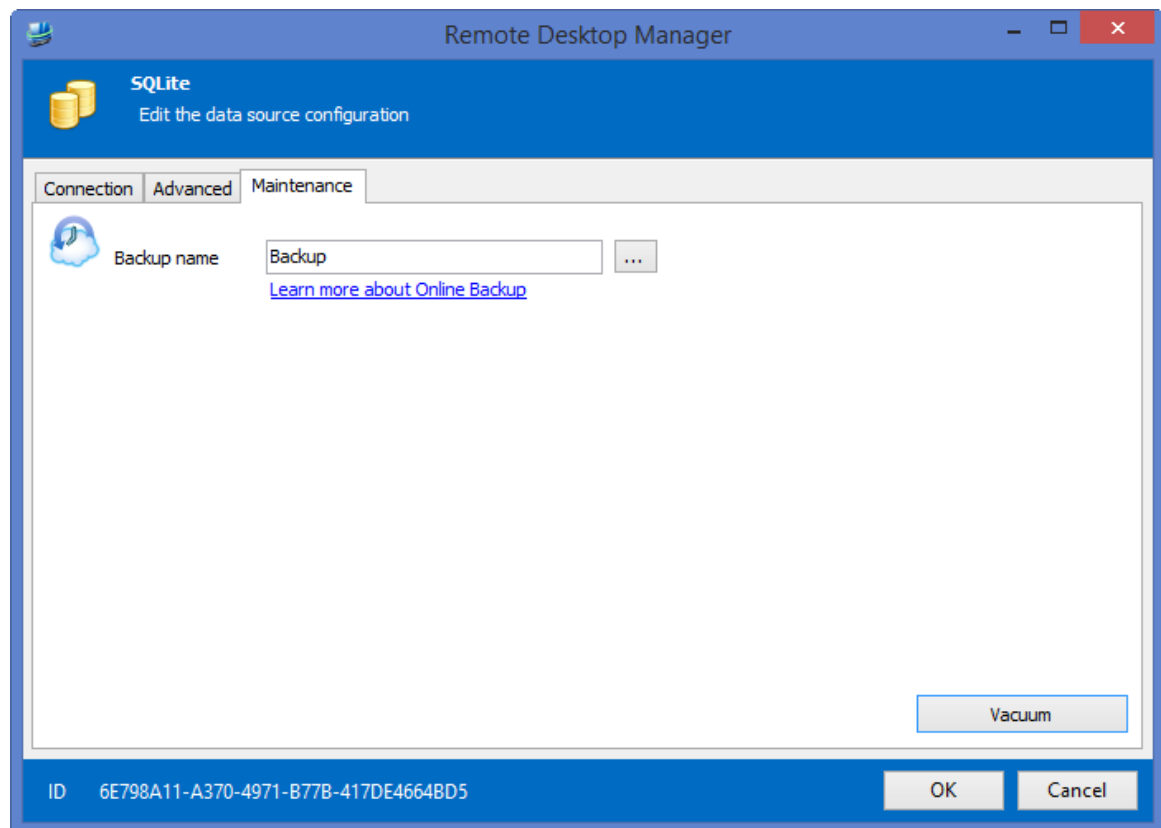 Remote Desktop Manager
SQLite
Edit the data source configuration
Connection Advanced Maintenance
Backup name Backup ...
Learn more about Online Backup
Vacuum
ID 6E798A11-A370-4971-B77B-417DE4664BD5 OK Cancel